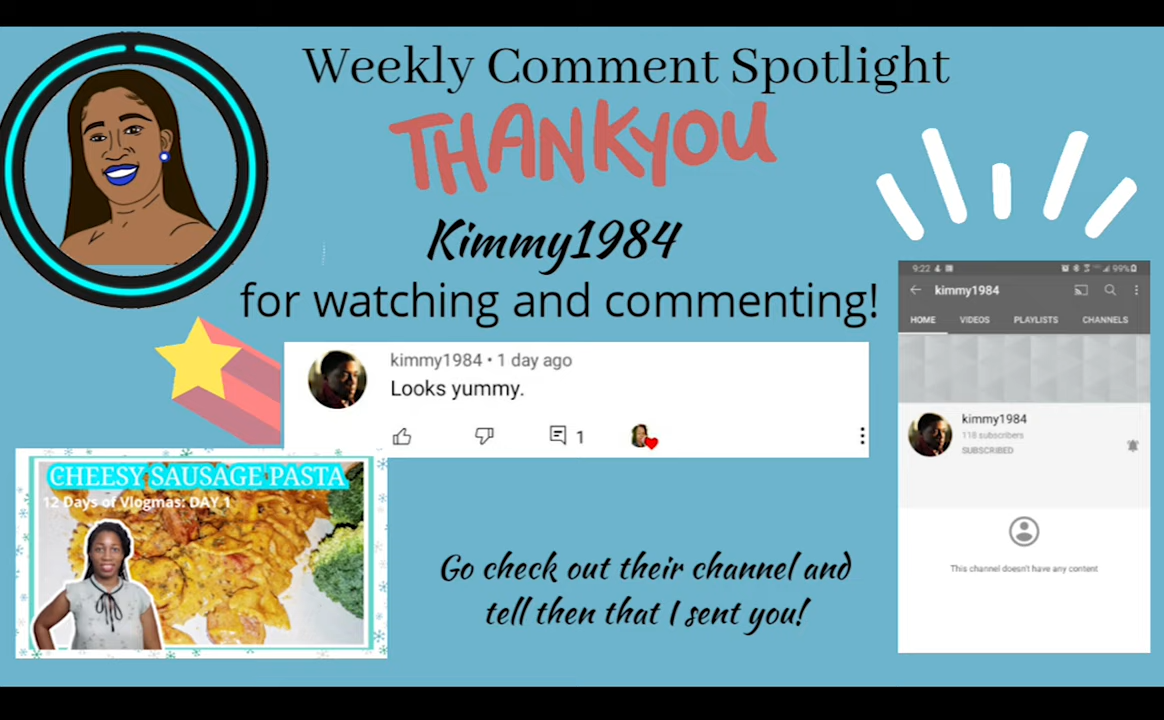 Weekly Comment Spotlight
THANKYOU
Kimmy1984
for watching and commenting!
kimmy1984 • 1 day ago
Looks yummy.
1
CHEESY SAUSAGE PASTA
12 Days of Vlogmas: DAY 1
Go check out their channel and
tell then that I sent you!
9:22 99%
kimmy1984
HOME VIDEOS PLAYLISTS CHANNELS
kimmy1984
118 subscribers
SUBSCRIBED
This channel doesn't have any content